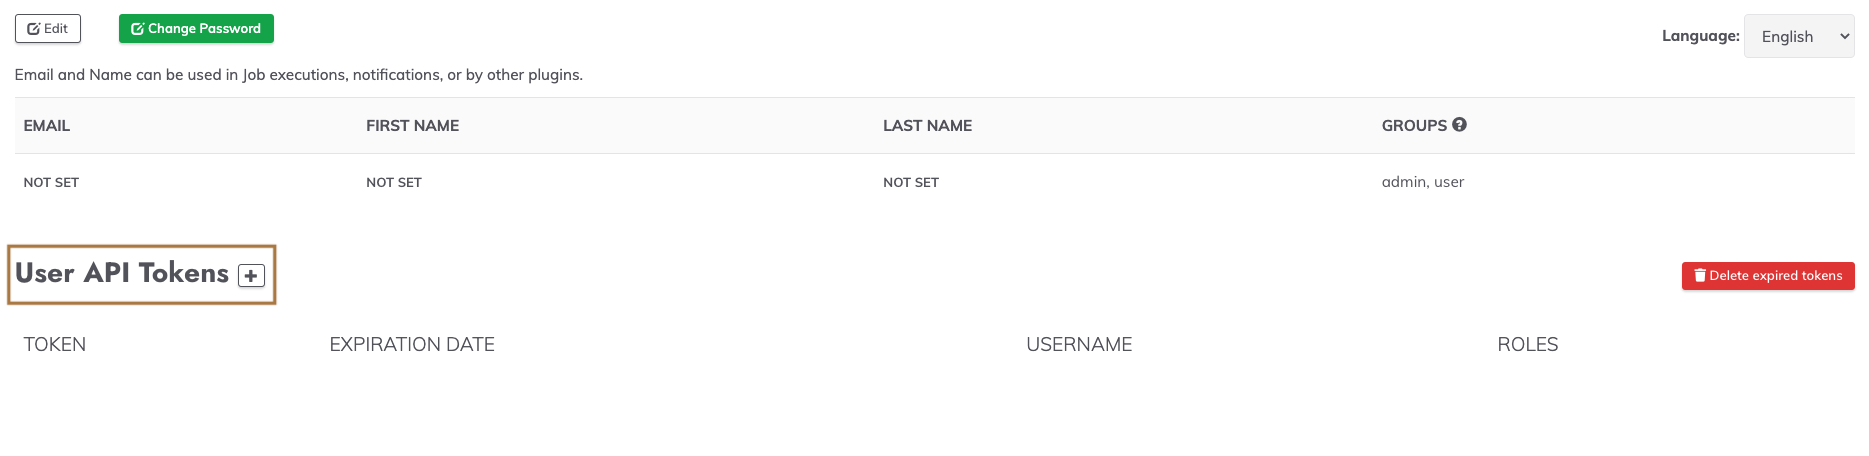 Edit Change Password Language: English
Email and Name can be used in Job executions, notifications, or by other plugins.
EMAIL FIRST NAME LAST NAME GROUPS
NOT SET NOT SET NOT SET admin, user
User API Tokens Delete expired tokens
TOKEN EXPIRATION DATE USERNAME ROLES